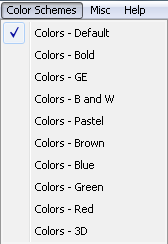 Color Schemes Misc Help
Colors - Default
Colors - Bold
Colors - GE
Colors - B and W
Colors - Pastel
Colors - Brown
Colors - Blue
Colors - Green
Colors - Red
Colors - 3D